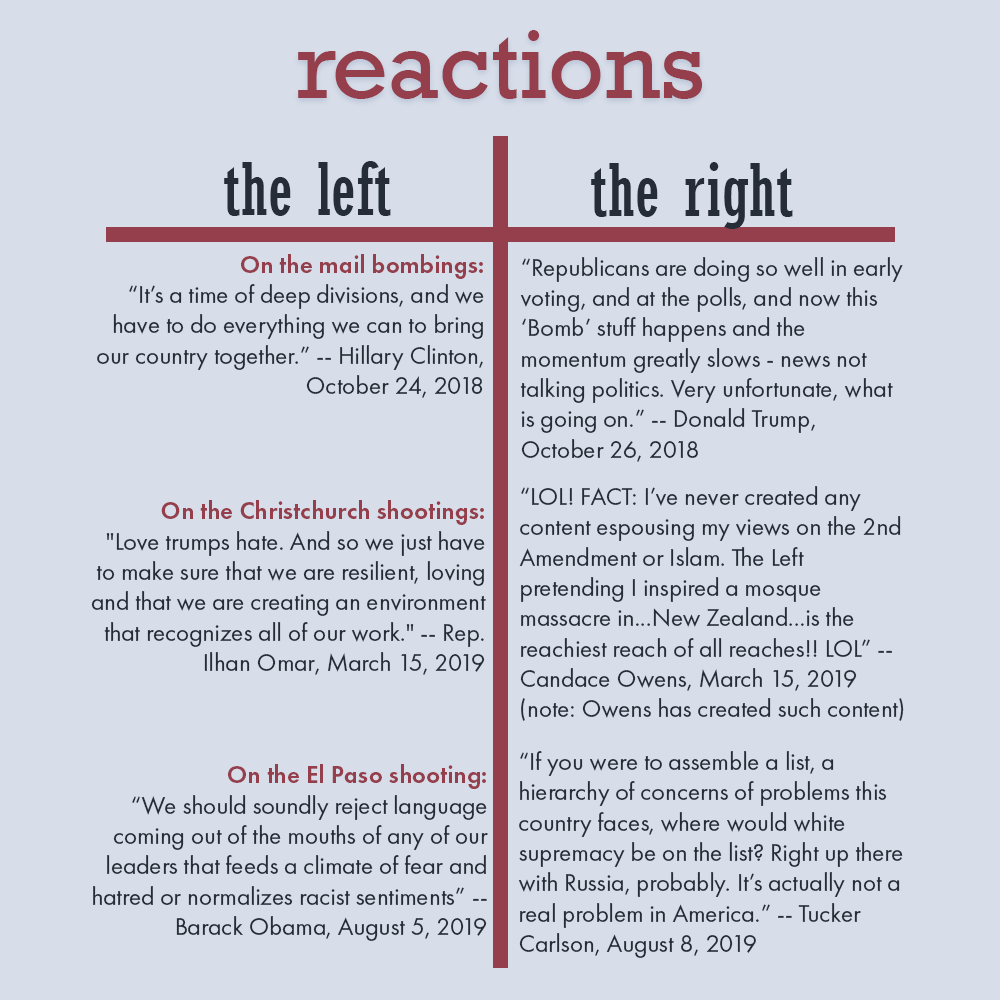 reactions
the left
the right
On the mail bombings:
“It’s a time of deep divisions, and we
have to do everything we can to bring
our country together.” -- Hillary Clinton,
October 24, 2018
“Republicans are doing so well in early
voting, and at the polls, and now this
‘Bomb’ stuff happens and the
momentum greatly slows - news not
talking politics. Very unfortunate, what
is going on.” -- Donald Trump,
October 26, 2018
On the Christchurch shootings:
"Love trumps hate. And so we just have
to make sure that we are resilient, loving
and that we are creating an environment
that recognizes all of our work." -- Rep.
Ilhan Omar, March 15, 2019
“LOL! FACT: I’ve never created any
content espousing my views on the 2nd
Amendment or Islam. The Left
pretending I inspired a mosque
massacre in...New Zealand...is the
reachiest reach of all reaches!! LOL” --
Candace Owens, March 15, 2019
(note: Owens has created such content)
On the El Paso shooting:
“We should soundly reject language
coming out of the mouths of any of our
leaders that feeds a climate of fear and
hatred or normalizes racist sentiments” --
Barack Obama, August 5, 2019
“If you were to assemble a list, a
hierarchy of concerns of problems this
country faces, where would white
supremacy be on the list? Right up there
with Russia, probably. It’s actually not a
real problem in America.” -- Tucker
Carlson, August 8, 2019